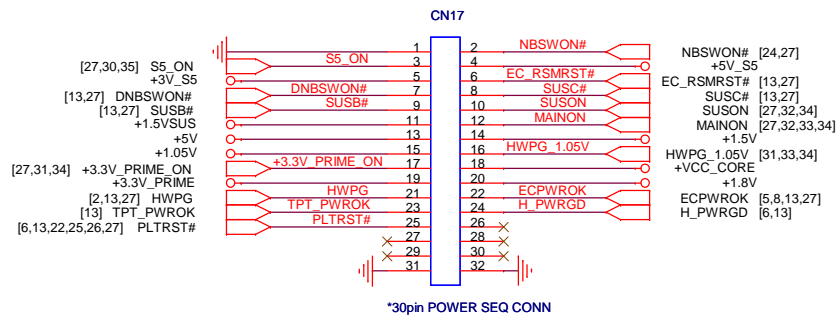 CN17
1 2 NBSWON# NBSWON# [24,27]
[27,30,35] S5_ON S5_ON 3 4 +5V_S5
+3V_S5 5 6 EC_RSMRST# EC_RSMRST# [13,27]
[13,27] DNBSWON# DNBSWON# 7 8 SUSC# SUSC# [13,27]
[13,27] SUSB# SUSB# 9 10 SUSON SUSON [27,32,34]
+1.5VSUS 11 12 MAINON MAINON [27,32,33,34]
+5V 13 14 +1.5V
+1.05V 15 16 HWPG_1.05V HWPG_1.05V [31,33,34]
[27,31,34] +3.3V_PRIME_ON +3.3V_PRIME_ON 17 18 +VCC_CORE
+3.3V_PRIME 19 20 +1.8V
[2,13,27] HWPG HWPG 21 22 ECPWROK ECPWROK [5,8,13,27]
[13] TPT_PWROK TPT_PWROK 23 24 H_PWRGD H_PWRGD [6,13]
[6,13,22,25,26,27] PLTRST# PLTRST# 25 26
27 28
29 30
31 32
*30pin POWER SEQ CONN